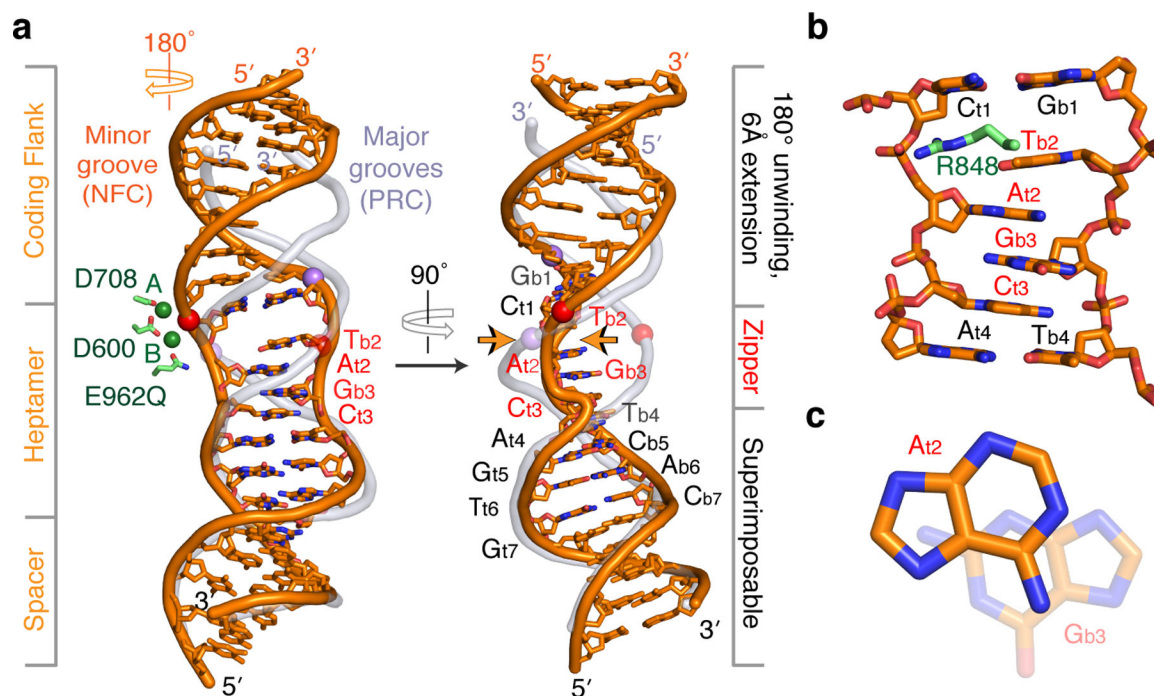 a
180°
5′
3′
Minor
groove
(NFC)
5′
3′
Major
grooves
(PRC)
Coding Flank
Heptamer
Spacer
D708
A
D600
B
E962Q
Tb2
At2
Gb3
Ct3
3′
5′
90°
5′
3′
5′
Gb1
Ct1
Tb2
At2
Gb3
Ct3
Tb4
At4
Cb5
Gt5
Ab6
Tt6
Cb7
Gt7
3′
5′
180° unwinding,
6Å extension
Zipper
Superimposable
b
Ct1
Gb1
Tb2
R848
At2
Gb3
Ct3
At4
Tb4
c
At2
Gb3